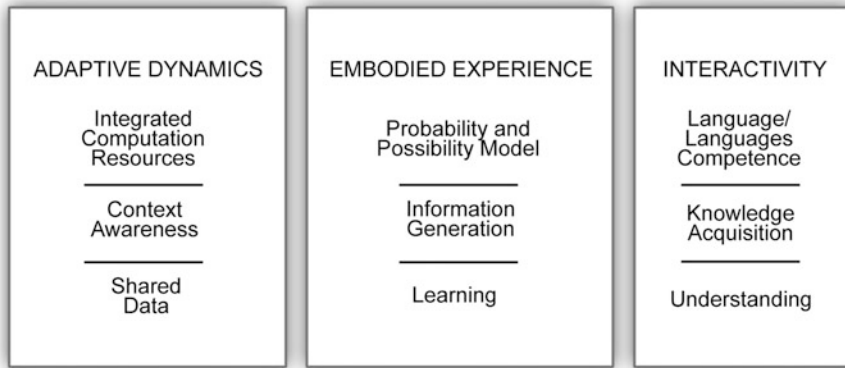 ADAPTIVE DYNAMICS
Integrated
Computation
Resources
Context
Awareness
Shared
Data
EMBODIED EXPERIENCE
Probability and
Possibility Model
Information
Generation
Learning
INTERACTIVITY
Language/
Languages
Competence
Knowledge
Acquisition
Understanding